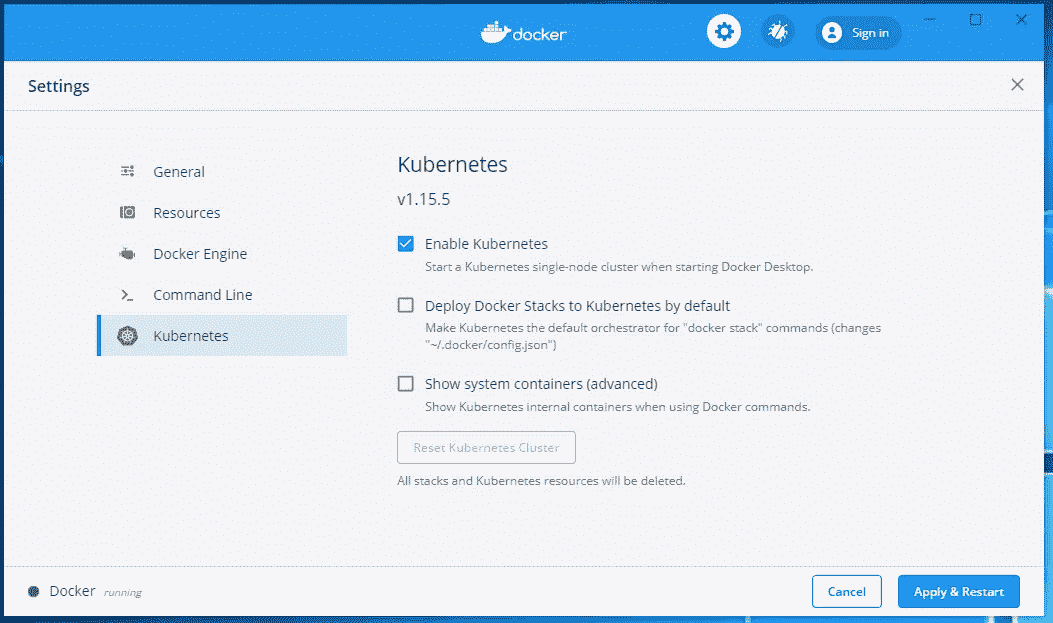 docker
Sign in
Settings
General
Resources
Docker Engine
Command Line
Kubernetes
Kubernetes
v1.15.5
Enable Kubernetes
Start a Kubernetes single-node cluster when starting Docker Desktop.
Deploy Docker Stacks to Kubernetes by default
Make Kubernetes the default orchestrator for "docker stack" commands (changes
"~/.docker/config.json")
Show system containers (advanced)
Show Kubernetes internal containers when using Docker commands.
Reset Kubernetes Cluster
All stacks and Kubernetes resources will be deleted.
Docker running
Cancel
Apply & Restart